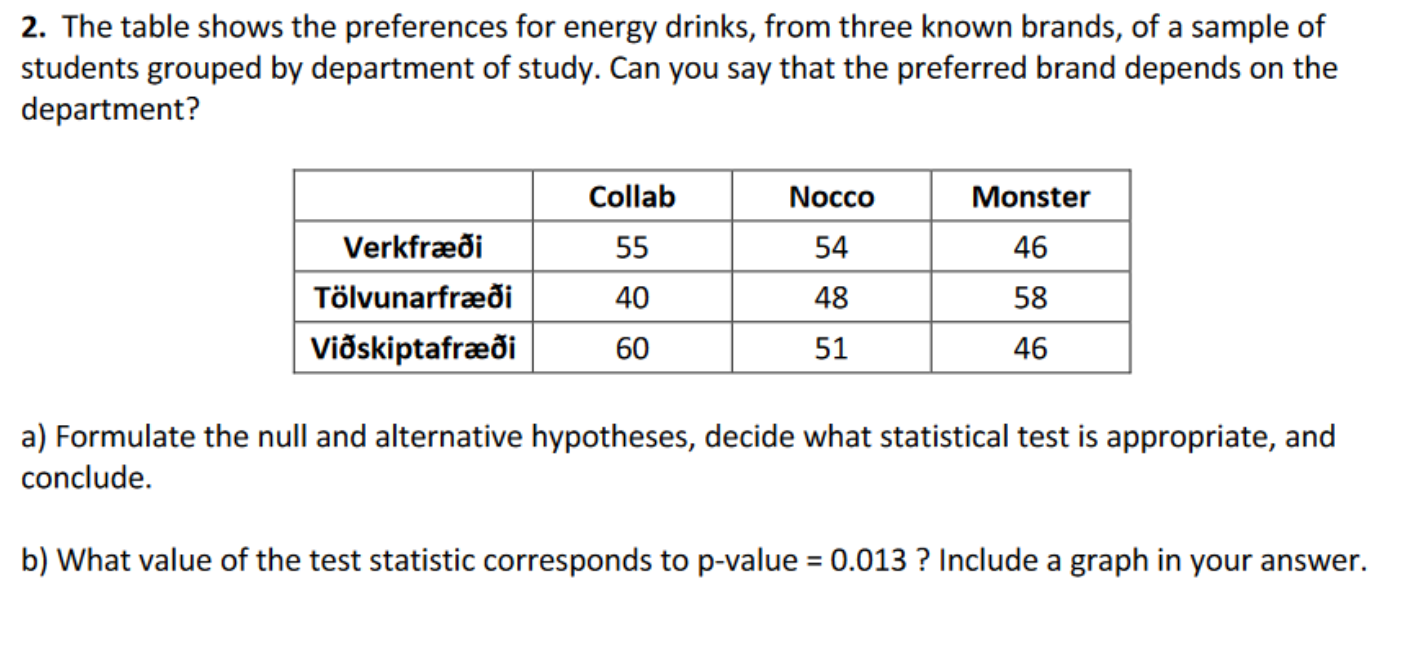 2. The table shows the preferences for energy drinks, from three known brands, of a sample of
students grouped by department of study. Can you say that the preferred brand depends on the
department?
Collab Nocco Monster
Verkfræði 55 54 46
Tölvunarfræði 40 48 58
Viðskiptafræði 60 51 46
a) Formulate the null and alternative hypotheses, decide what statistical test is appropriate, and
conclude.
b) What value of the test statistic corresponds to p-value = 0.013 ? Include a graph in your answer.